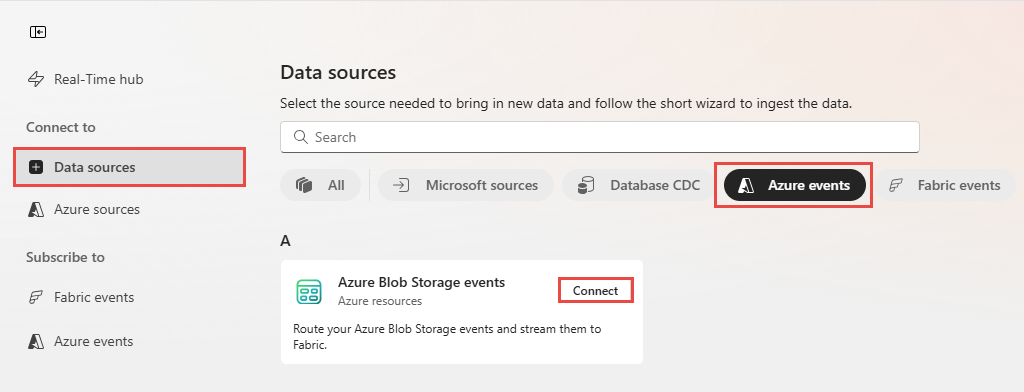 Real-Time hub
Connect to
Data sources
Azure sources
Subscribe to
Fabric events
Azure events
Data sources
Select the source needed to bring in new data and follow the short wizard to ingest the data.
Search
All
Microsoft sources
Database CDC
Azure events
Fabric events
A
Azure Blob Storage events
Azure resources
Connect
Route your Azure Blob Storage events and stream them to
Fabric.